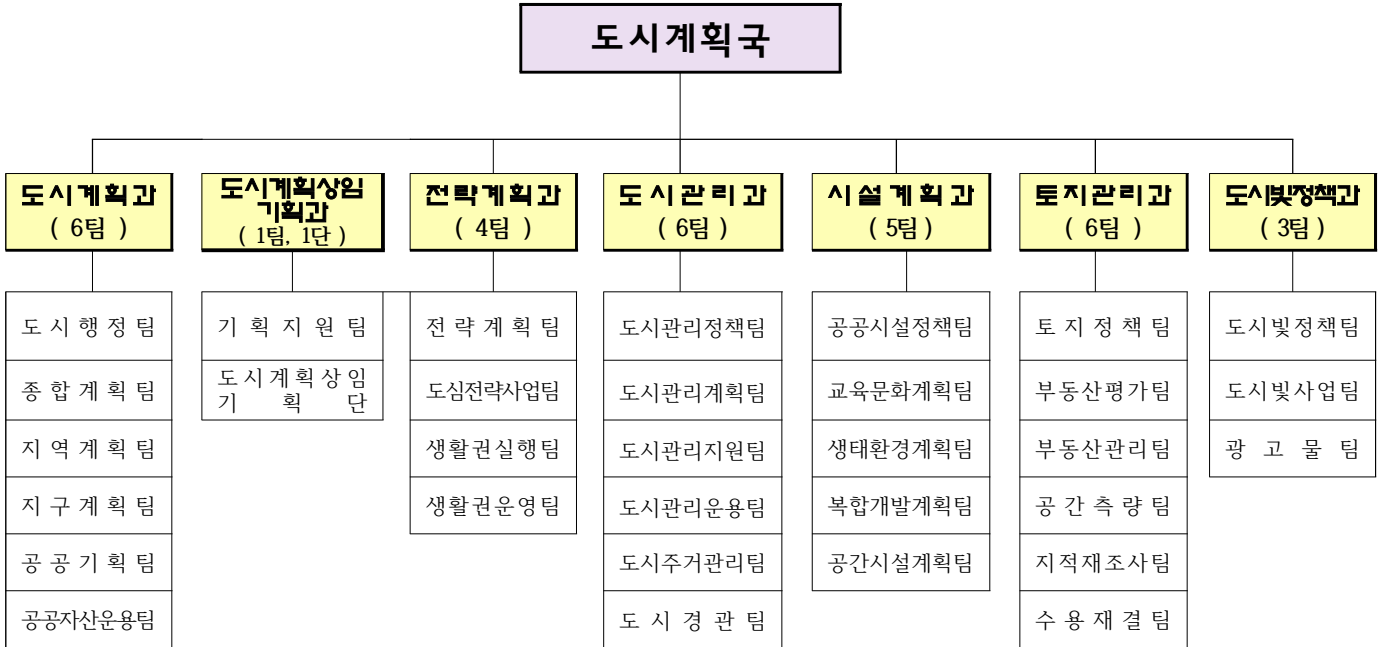 도시계획국
도시계획과
( 6팀 )
도시계획상임
기획과
( 1팀, 1단 )
전략계획과
( 4팀 )
도시관리과
( 6팀 )
시설계획과
( 5팀 )
토지관리과
( 6팀 )
도시빛정책과
( 3팀 )
도시행정팀
종합계획팀
지역계획팀
지구계획팀
공공기획팀
공공자산운용팀
기획지원팀
도시계획상임
기획단
전략계획팀
도심전략사업팀
생활권실행팀
생활권운영팀
도시관리정책팀
도시관리계획팀
도시관리지원팀
도시관리운용팀
도시주거관리팀
도시경관팀
공공시설정책팀
교육문화계획팀
생태환경계획팀
복합개발계획팀
공간시설계획팀
토지정책팀
부동산평가팀
부동산관리팀
공간측량팀
지적재조사팀
수용재결팀
도시빛정책팀
도시빛사업팀
광고물팀